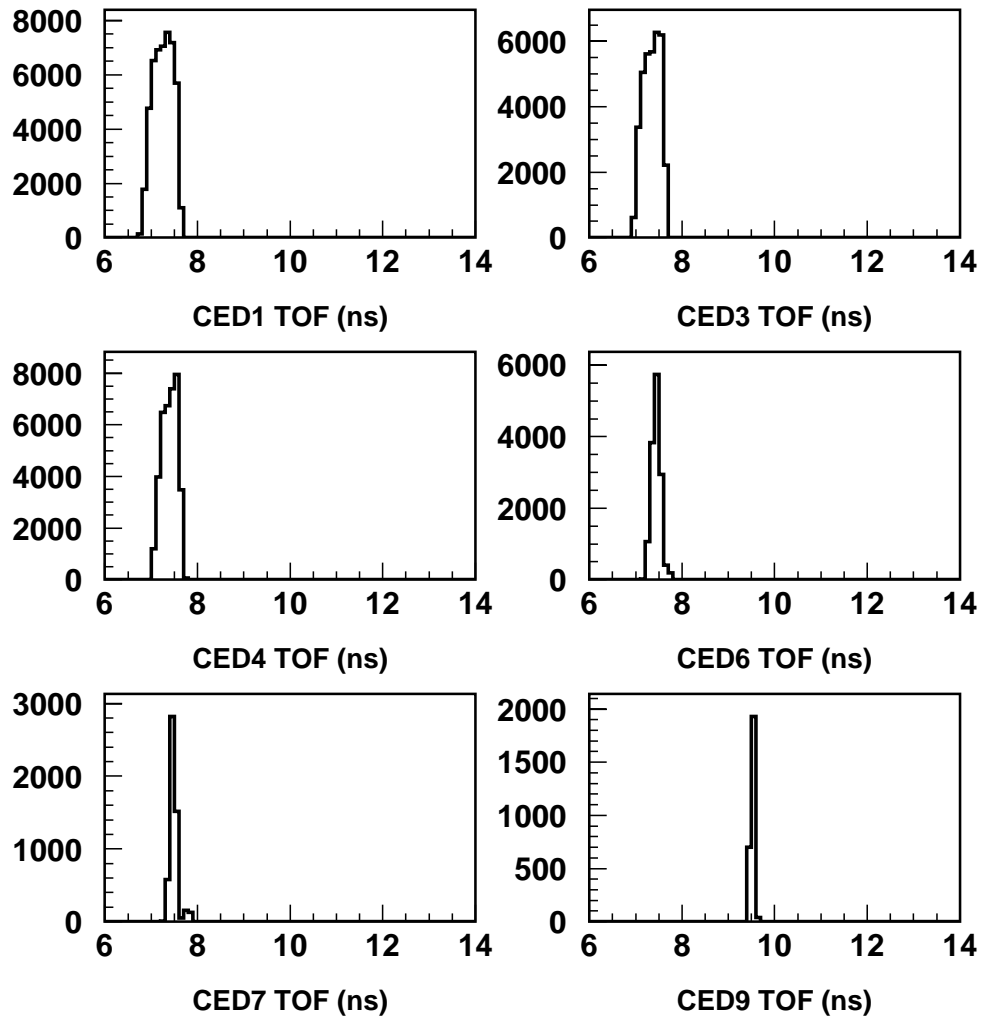 8000
6000
4000
2000
0
6 8 10 12 14
CED1 TOF (ns)
6000
4000
2000
0
6 8 10 12 14
CED3 TOF (ns)
8000
6000
4000
2000
0
6 8 10 12 14
CED4 TOF (ns)
6000
4000
2000
0
6 8 10 12 14
CED6 TOF (ns)
3000
2000
1000
0
6 8 10 12 14
CED7 TOF (ns)
2000
1500
1000
500
0
6 8 10 12 14
CED9 TOF (ns)